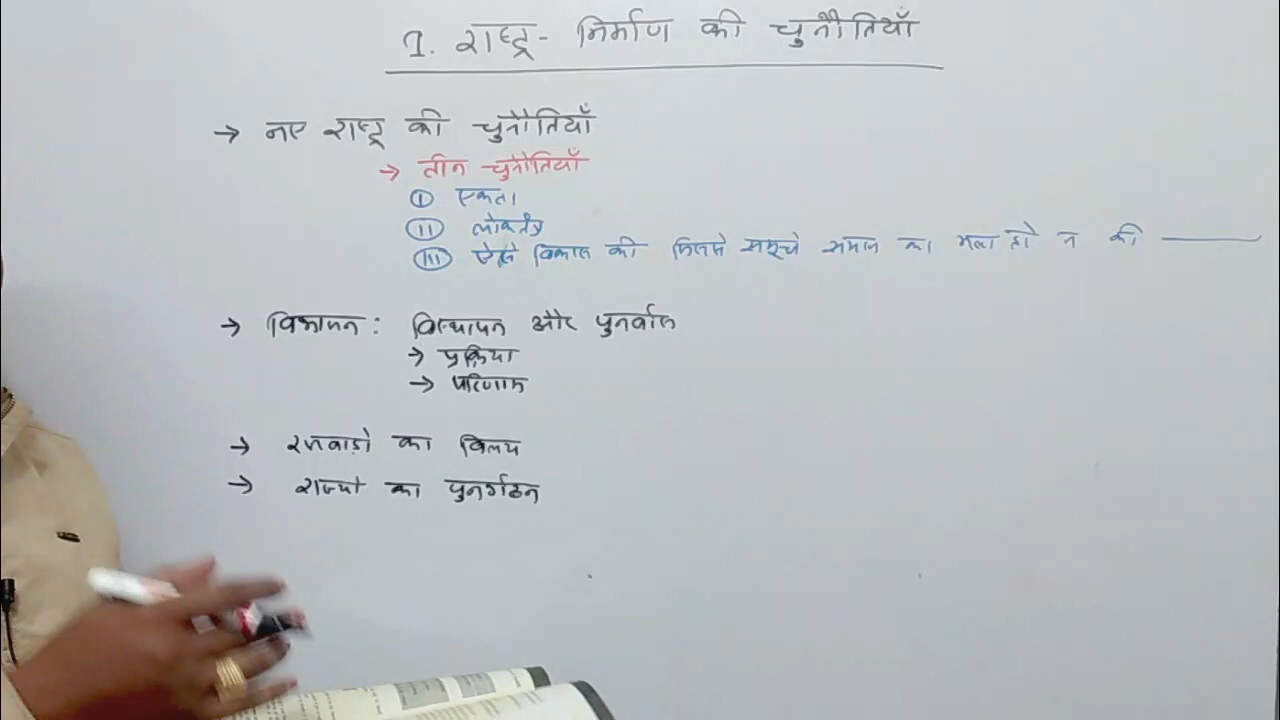 1. राष्ट्र - निर्माण की चुनौतियाँ
→ नए राष्ट्र की चुनौतियाँ
→ तीन चुनौतियाँ
I एकता
II लोकतंत्र
III ऐसे विकास की जिससे समूचे समाज का भला हो न की ———
→ विभाजन : विस्थापन और पुनर्वास
→ प्रक्रिया
→ परिणाम
→ रजवाड़ो का विलय
→ राज्यो का पुनर्गठन